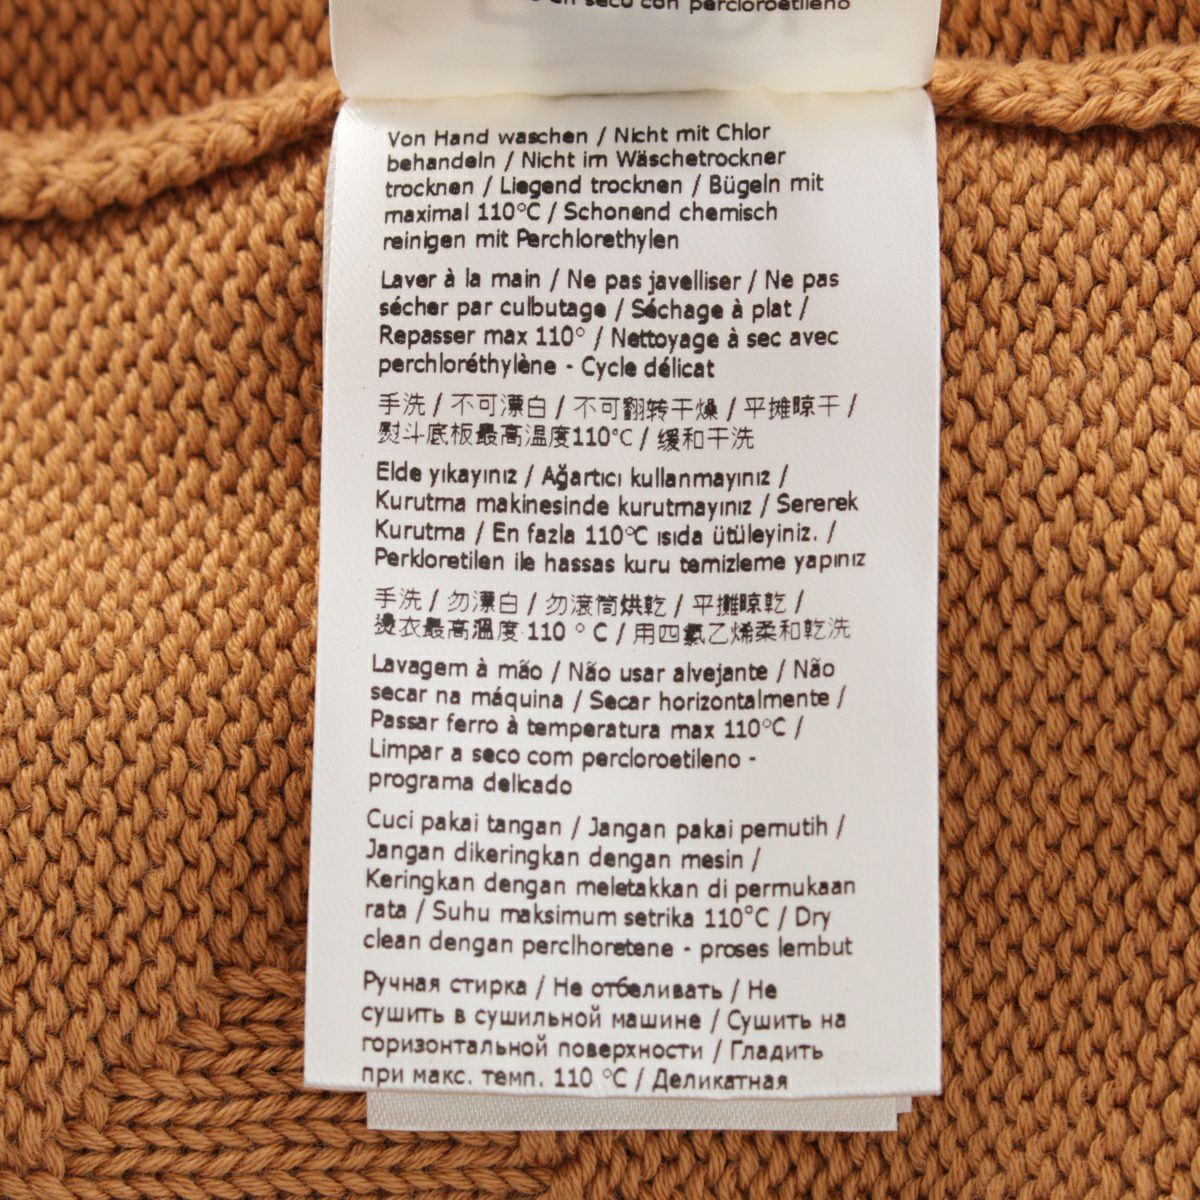 en seco con percloroetileno
Von Hand waschen / Nicht mit Chlor
behandeln / Nicht im Wäschetrockner
trocknen / Liegend trocknen / Bügeln mit
maximal 110°C / Schonend chemisch
reinigen mit Perchlorethylen
Laver à la main / Ne pas javelliser / Ne pas
sécher par culbutage / Séchage à plat /
Repasser max 110° / Nettoyage à sec avec
perchloréthylène - Cycle délicat
手洗 / 不可漂白 / 不可翻转干燥 / 平摊晾干 /
熨斗底板最高温度110℃ / 缓和干洗
Elde yıkayınız / Ağartıcı kullanmayınız /
Kurutma makinesinde kurutmayınız / Sererek
Kurutma / En fazla 110°C ısıda ütüleyiniz. /
Perkloretilen ile hassas kuru temizleme yapınız
手洗 / 勿漂白 / 勿滾筒烘乾 / 平攤晾乾 /
燙衣最高溫度 110 ° C / 用四氯乙烯柔和乾洗
Lavagem à mão / Não usar alvejante / Não
secar na máquina / Secar horizontalmente /
Passar ferro à temperatura max 110°C /
Limpar a seco com percloroetileno -
programa delicado
Cuci pakai tangan / Jangan pakai pemutih /
Jangan dikeringkan dengan mesin /
Keringkan dengan meletakkan di permukaan
rata / Suhu maksimum setrika 110°C / Dry
clean dengan perclhoretene - proses lembut
Ручная стирка / Не отбеливать / Не
сушить в сушильной машине / Сушить на
горизонтальной поверхности / Гладить
при макс. темп. 110 °C / Деликатная